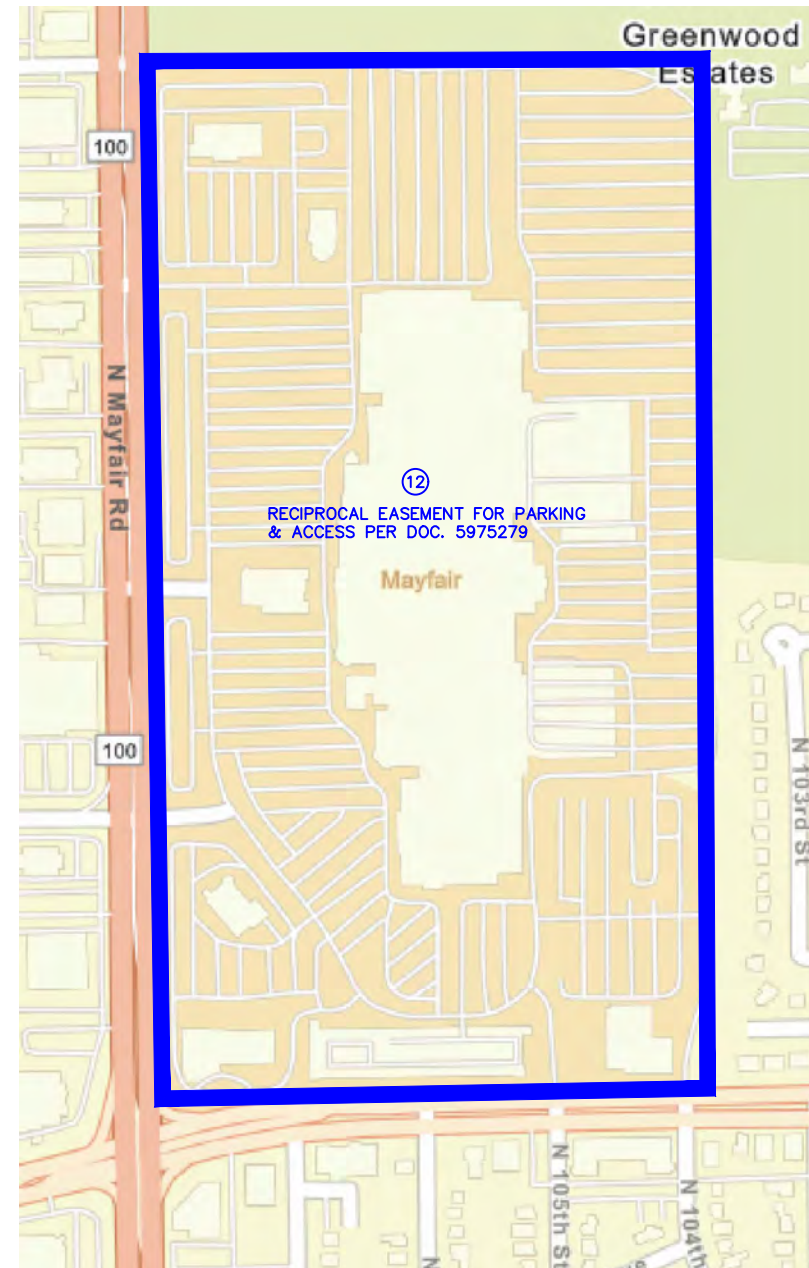 Greenwood
Estates
100
N Mayfair Rd
12
RECIPROCAL EASEMENT FOR PARKING
& ACCESS PER DOC. 5975279
Mayfair
100
N 103rd St
N 105th St
N 104th
N